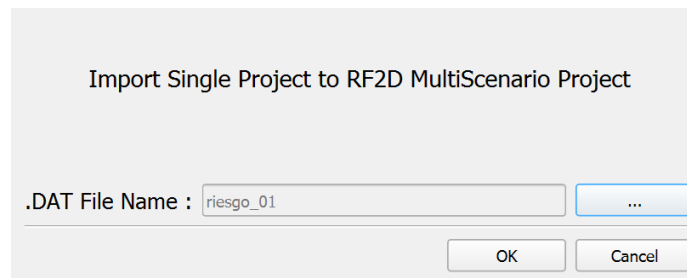 Import Single Project to RF2D MultiScenario Project
.DAT File Name : riesgo_01 ...
OK Cancel